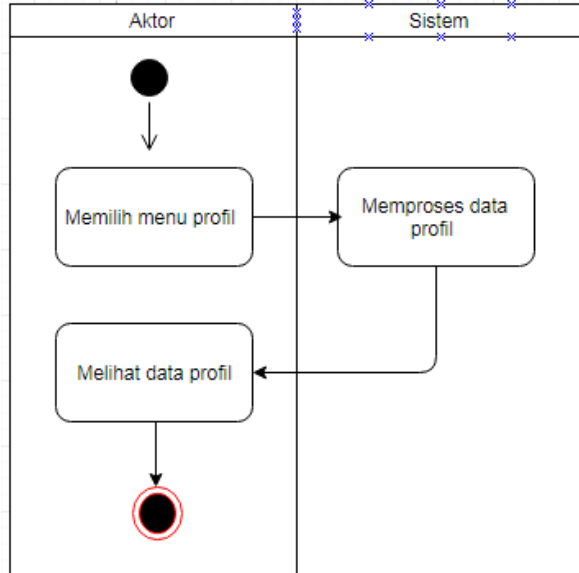 Aktor
Sistem
Memilih menu profil
Memproses data
profil
Melihat data profil